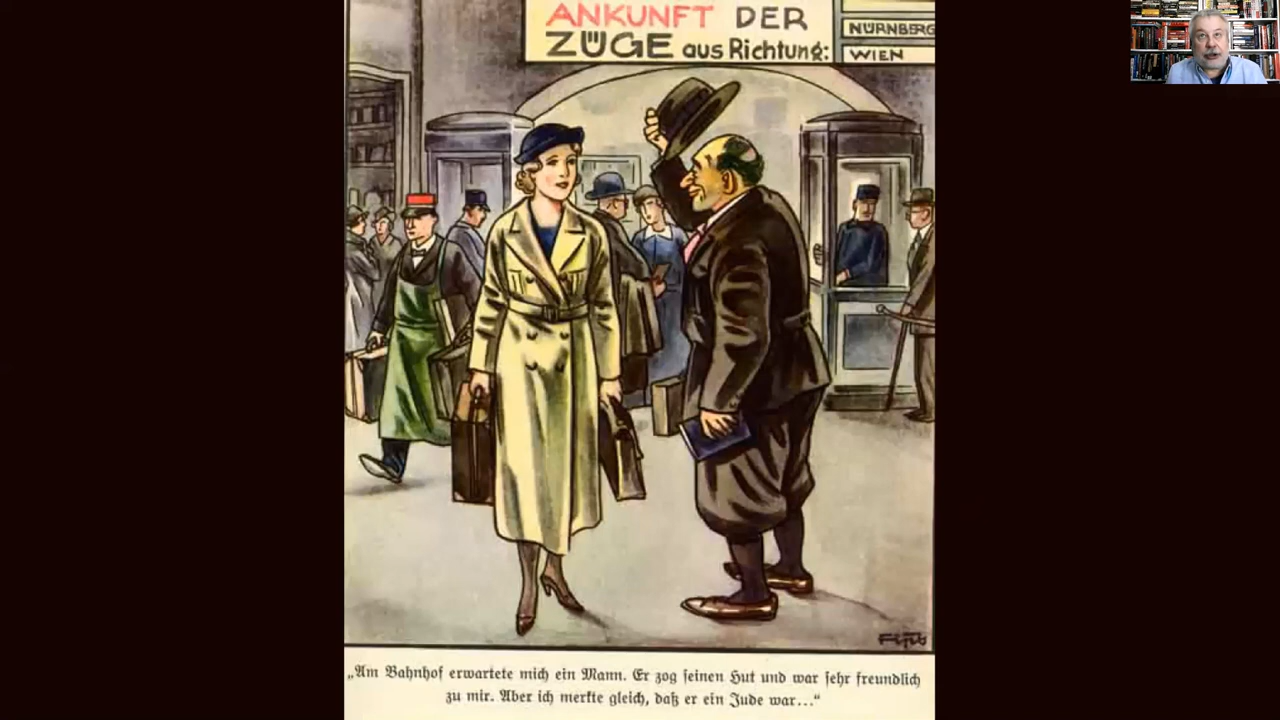 ANKUNFT DER
ZÜGE aus Richtung:
NÜRNBERG
WIEN
Fips
„Am Bahnhof erwartete mich ein Mann. Er zog seinen Hut und war sehr freundlich
zu mir. Aber ich merkte gleich, daß er ein Jude war...“